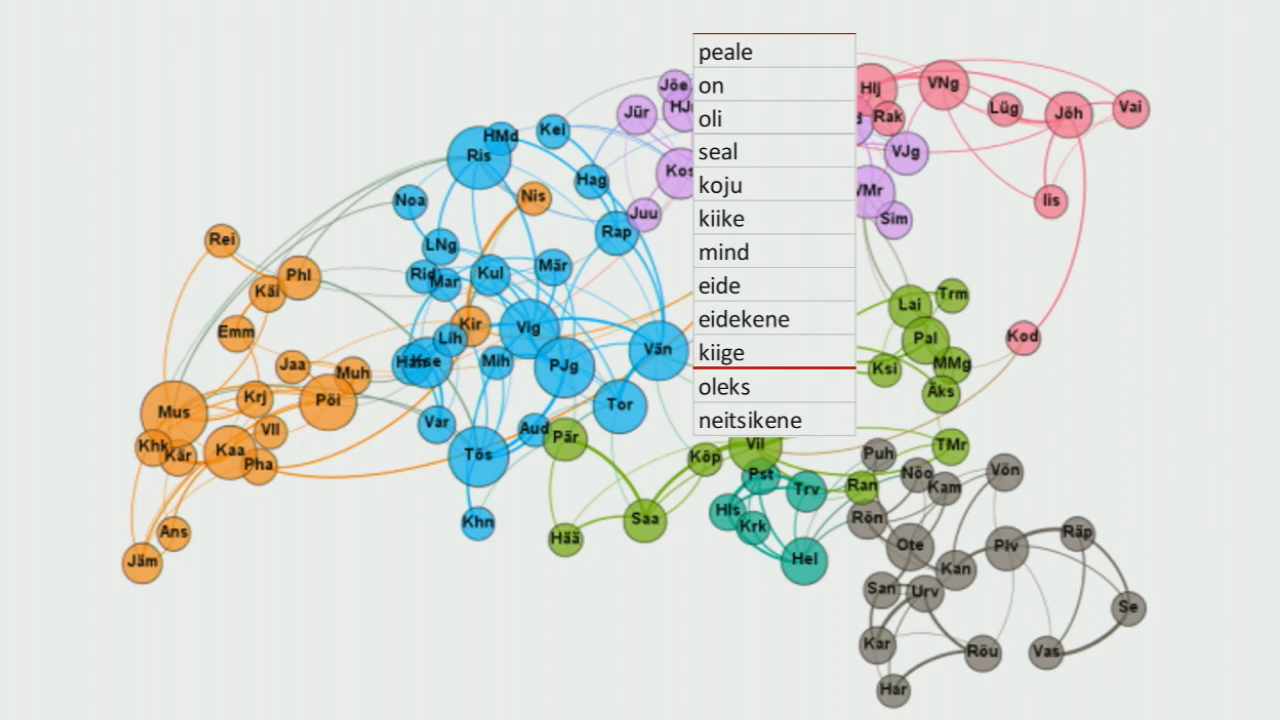 peale
on
oli
seal
koju
kiike
mind
eide
eidekene
kiige
oleks
neitsikene
Jõe
Jür
Kos
Juu
Hlj
VNg
Rak
Lüg
Jõh
Vai
VJg
Iis
Sim
HMd
Kei
Ris
Hag
Nis
Noa
Rap
LNg
Rei
Phl
Käi
Rid
Mar
Kul
Mär
Emm
Kir
Lih
Vig
Vän
Jaa
Muh
Kse
Mih
PJg
Krj
Pöi
Mus
Tor
Vll
Var
Aud
Pär
Khk
Kär
Kaa
Pha
Tõs
Ans
Jäm
Khn
Hää
Saa
Köp
Vil
Lai
Trm
Pal
Kod
Ksi
MMg
Äks
TMr
Pst
Trv
Ran
Hls
Krk
Hel
Puh
Nõo
Kam
Võn
Rõn
Ote
Plv
Räp
Kan
San
Urv
Se
Kar
Rõu
Vas
Har